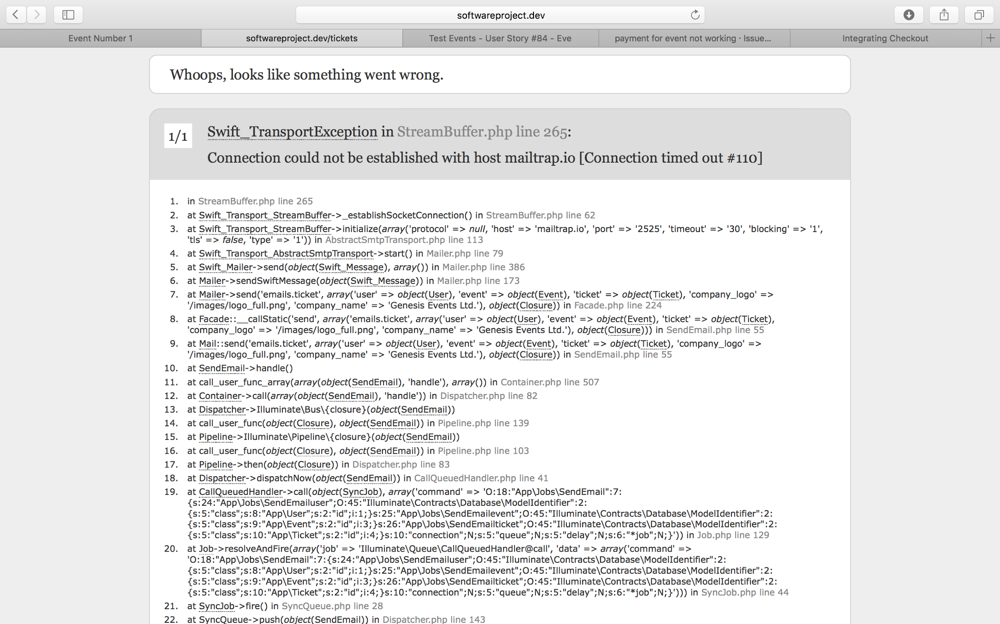 softwareproject.dev
Event Number 1
softwareproject.dev/tickets
Test Events - User Story #84 - Eve
payment for event not working · Issue...
Integrating Checkout
Whoops, looks like something went wrong.
1/1
Swift_TransportException in StreamBuffer.php line 265:
Connection could not be established with host mailtrap.io [Connection timed out #110]
1. in StreamBuffer.php line 265
2. at Swift_Transport_StreamBuffer->_establishSocketConnection() in StreamBuffer.php line 62
3. at Swift_Transport_StreamBuffer->initialize(array('protocol' => null, 'host' => 'mailtrap.io', 'port' => '2525', 'timeout' => '30', 'blocking' => '1',
'tls' => false, 'type' => '1')) in AbstractSmtpTransport.php line 113
4. at Swift_Transport_AbstractSmtpTransport->start() in Mailer.php line 79
5. at Swift_Mailer->send(object(Swift_Message), array()) in Mailer.php line 386
6. at Mailer->sendSwiftMessage(object(Swift_Message)) in Mailer.php line 173
7. at Mailer->send('emails.ticket', array('user' => object(User), 'event' => object(Event), 'ticket' => object(Ticket), 'company_logo' =>
'/images/logo_full.png', 'company_name' => 'Genesis Events Ltd.'), object(Closure)) in Facade.php line 224
8. at Facade::__callStatic('send', array('emails.ticket', array('user' => object(User), 'event' => object(Event), 'ticket' => object(Ticket),
'company_logo' => '/images/logo_full.png', 'company_name' => 'Genesis Events Ltd.'), object(Closure))) in SendEmail.php line 55
9. at Mail::send('emails.ticket', array('user' => object(User), 'event' => object(Event), 'ticket' => object(Ticket), 'company_logo' =>
'/images/logo_full.png', 'company_name' => 'Genesis Events Ltd.'), object(Closure)) in SendEmail.php line 55
10. at SendEmail->handle()
11. at call_user_func_array(array(object(SendEmail), 'handle'), array()) in Container.php line 507
12. at Container->call(array(object(SendEmail), 'handle')) in Dispatcher.php line 82
13. at Dispatcher->Illuminate\Bus\{closure}(object(SendEmail))
14. at call_user_func(object(Closure), object(SendEmail)) in Pipeline.php line 139
15. at Pipeline->Illuminate\Pipeline\{closure}(object(SendEmail))
16. at call_user_func(object(Closure), object(SendEmail)) in Pipeline.php line 103
17. at Pipeline->then(object(Closure)) in Dispatcher.php line 83
18. at Dispatcher->dispatchNow(object(SendEmail)) in CallQueuedHandler.php line 41
19. at CallQueuedHandler->call(object(SyncJob), array('command' => 'O:18:"App\Jobs\SendEmail":7:
{s:24:"App\Jobs\SendEmailuser";O:45:"Illuminate\Contracts\Database\ModelIdentifier":2:
{s:5:"class";s:8:"App\User";s:2:"id";i:1;}s:25:"App\Jobs\SendEmailevent";O:45:"Illuminate\Contracts\Database\ModelIdentifier":2:
{s:5:"class";s:9:"App\Event";s:2:"id";i:3;}s:26:"App\Jobs\SendEmailticket";O:45:"Illuminate\Contracts\Database\ModelIdentifier":2:
{s:5:"class";s:10:"App\Ticket";s:2:"id";i:4;}s:10:"connection";N;s:5:"queue";N;s:5:"delay";N;s:6:"*job";N;}')) in Job.php line 129
20. at Job->resolveAndFire(array('job' => 'Illuminate\Queue\CallQueuedHandler@call', 'data' => array('command' =>
'O:18:"App\Jobs\SendEmail":7:{s:24:"App\Jobs\SendEmailuser";O:45:"Illuminate\Contracts\Database\ModelIdentifier":2:
{s:5:"class";s:8:"App\User";s:2:"id";i:1;}s:25:"App\Jobs\SendEmailevent";O:45:"Illuminate\Contracts\Database\ModelIdentifier":2:
{s:5:"class";s:9:"App\Event";s:2:"id";i:3;}s:26:"App\Jobs\SendEmailticket";O:45:"Illuminate\Contracts\Database\ModelIdentifier":2:
{s:5:"class";s:10:"App\Ticket";s:2:"id";i:4;}s:10:"connection";N;s:5:"queue";N;s:5:"delay";N;s:6:"*job";N;}'))) in SyncJob.php line 44
21. at SyncJob->fire() in SyncQueue.php line 28
22. at SyncQueue->push(object(SendEmail)) in Dispatcher.php line 143